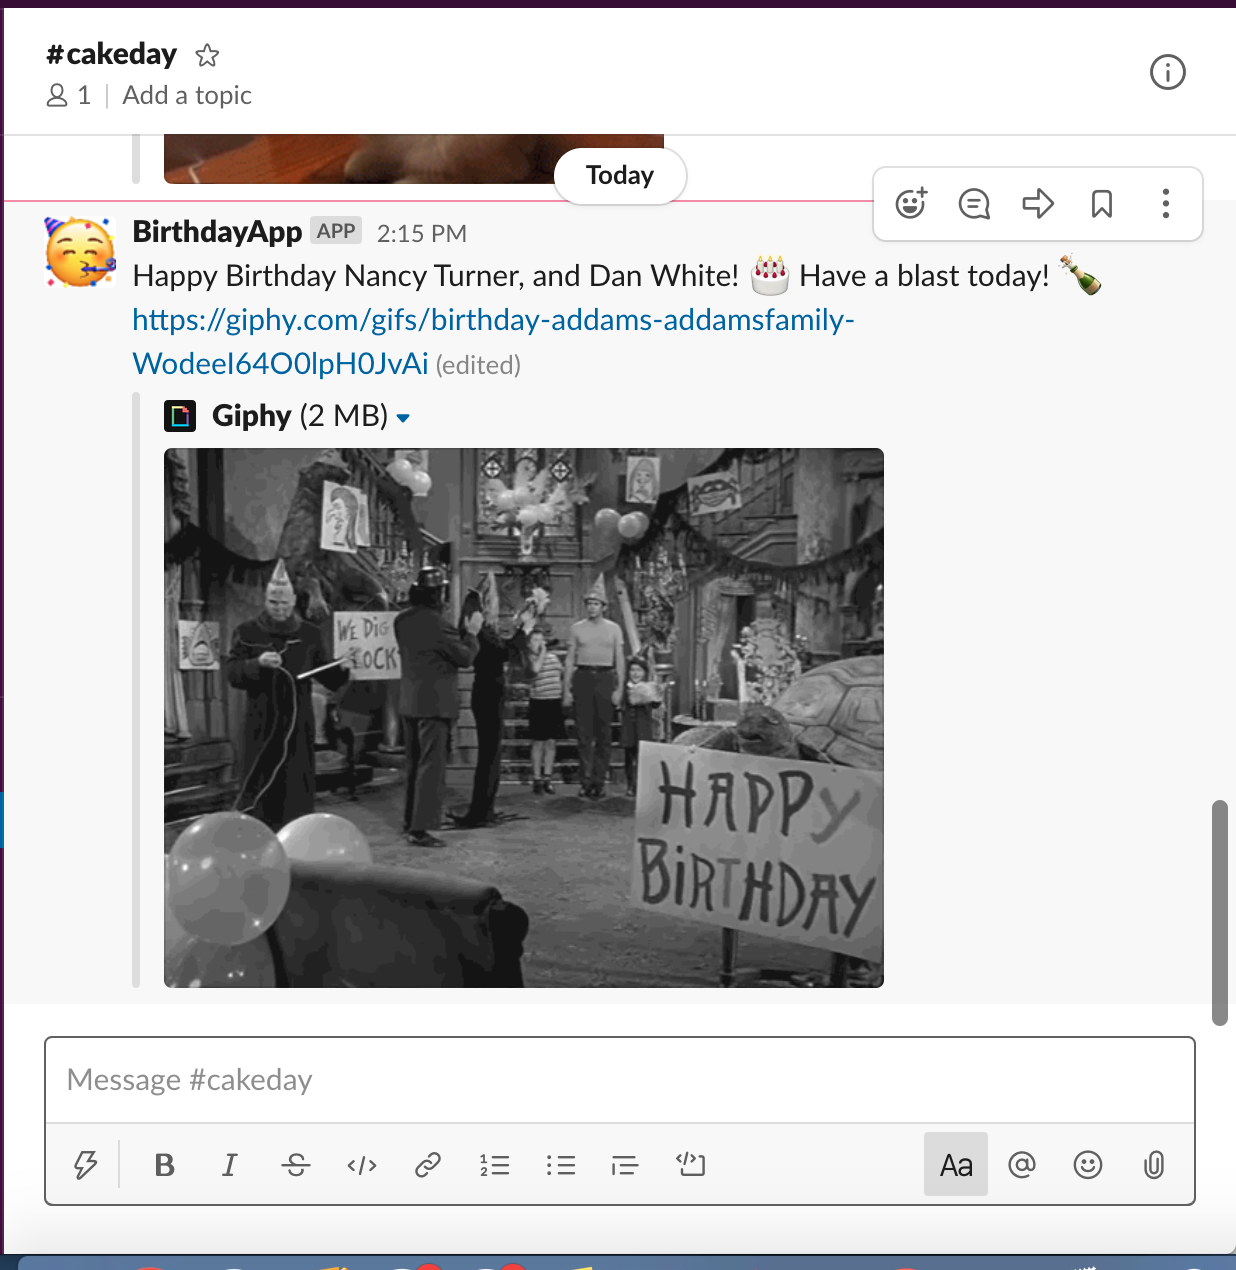 #cakeday
1 | Add a topic
Today
BirthdayApp APP 2:15 PM
Happy Birthday Nancy Turner, and Dan White! 🎂 Have a blast today! 🍾
https://giphy.com/gifs/birthday-addams-addamsfamily-
WodeeI64O0lpH0JvAi (edited)
Giphy (2 MB)
WE DIG
HAPPY
BIRTHDAY
Message #cakeday
B I S </> Aa @